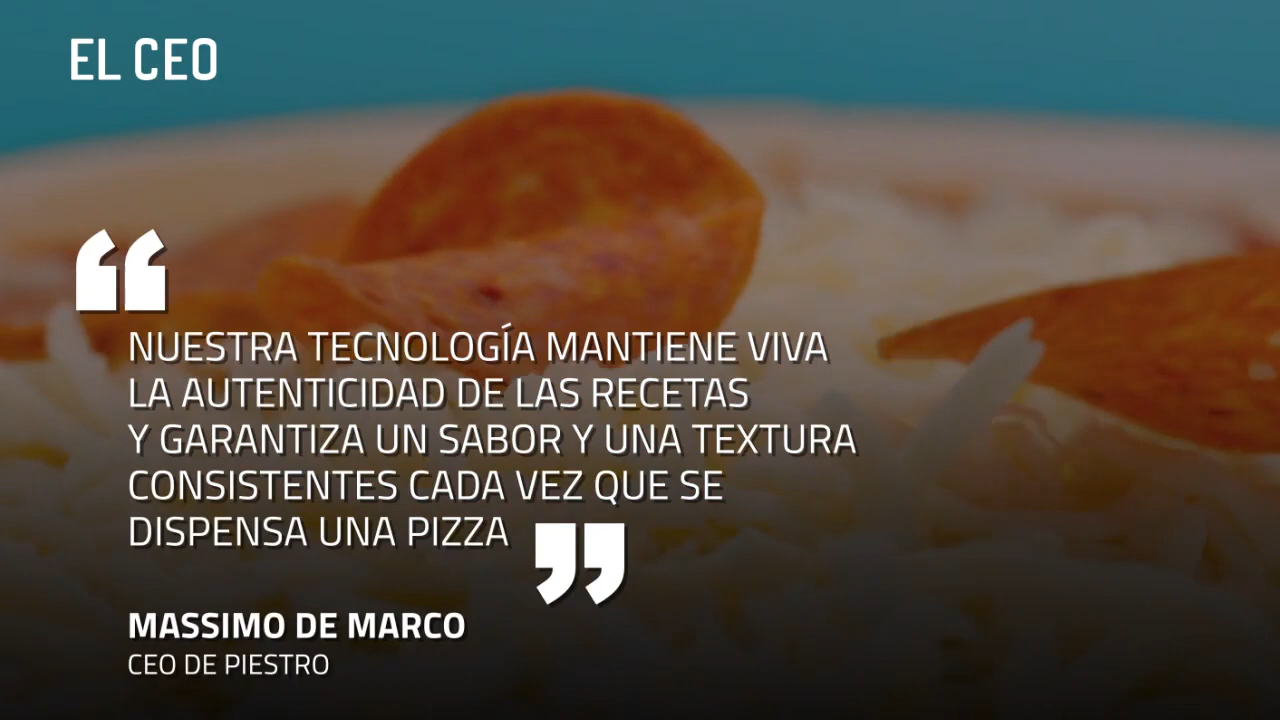 EL CEO
“
NUESTRA TECNOLOGÍA MANTIENE VIVA
LA AUTENTICIDAD DE LAS RECETAS
Y GARANTIZA UN SABOR Y UNA TEXTURA
CONSISTENTES CADA VEZ QUE SE
DISPENSA UNA PIZZA ”
MASSIMO DE MARCO
CEO DE PIESTRO